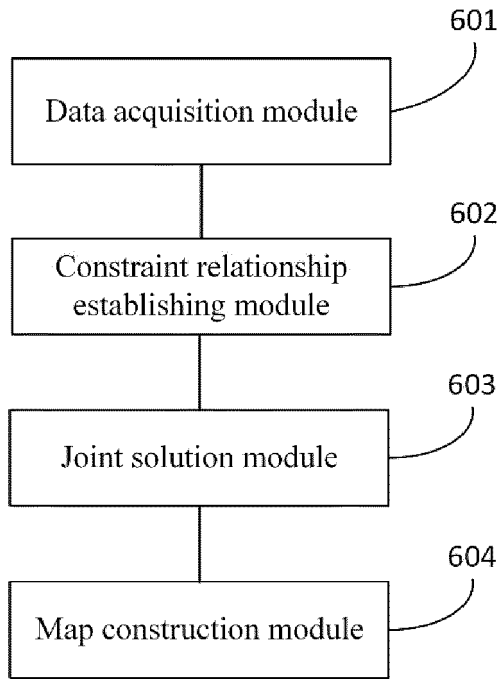 601
Data acquisition module
602
Constraint relationship
establishing module
603
Joint solution module
604
Map construction module